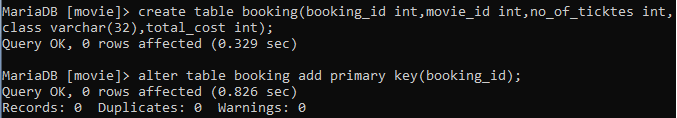 MariaDB [movie]> create table booking(booking_id int,movie_id int,no_of_ticktes int,
class varchar(32),total_cost int);
Query OK, 0 rows affected (0.329 sec)
MariaDB [movie]> alter table booking add primary key(booking_id);
Query OK, 0 rows affected (0.826 sec)
Records: 0  Duplicates: 0  Warnings: 0